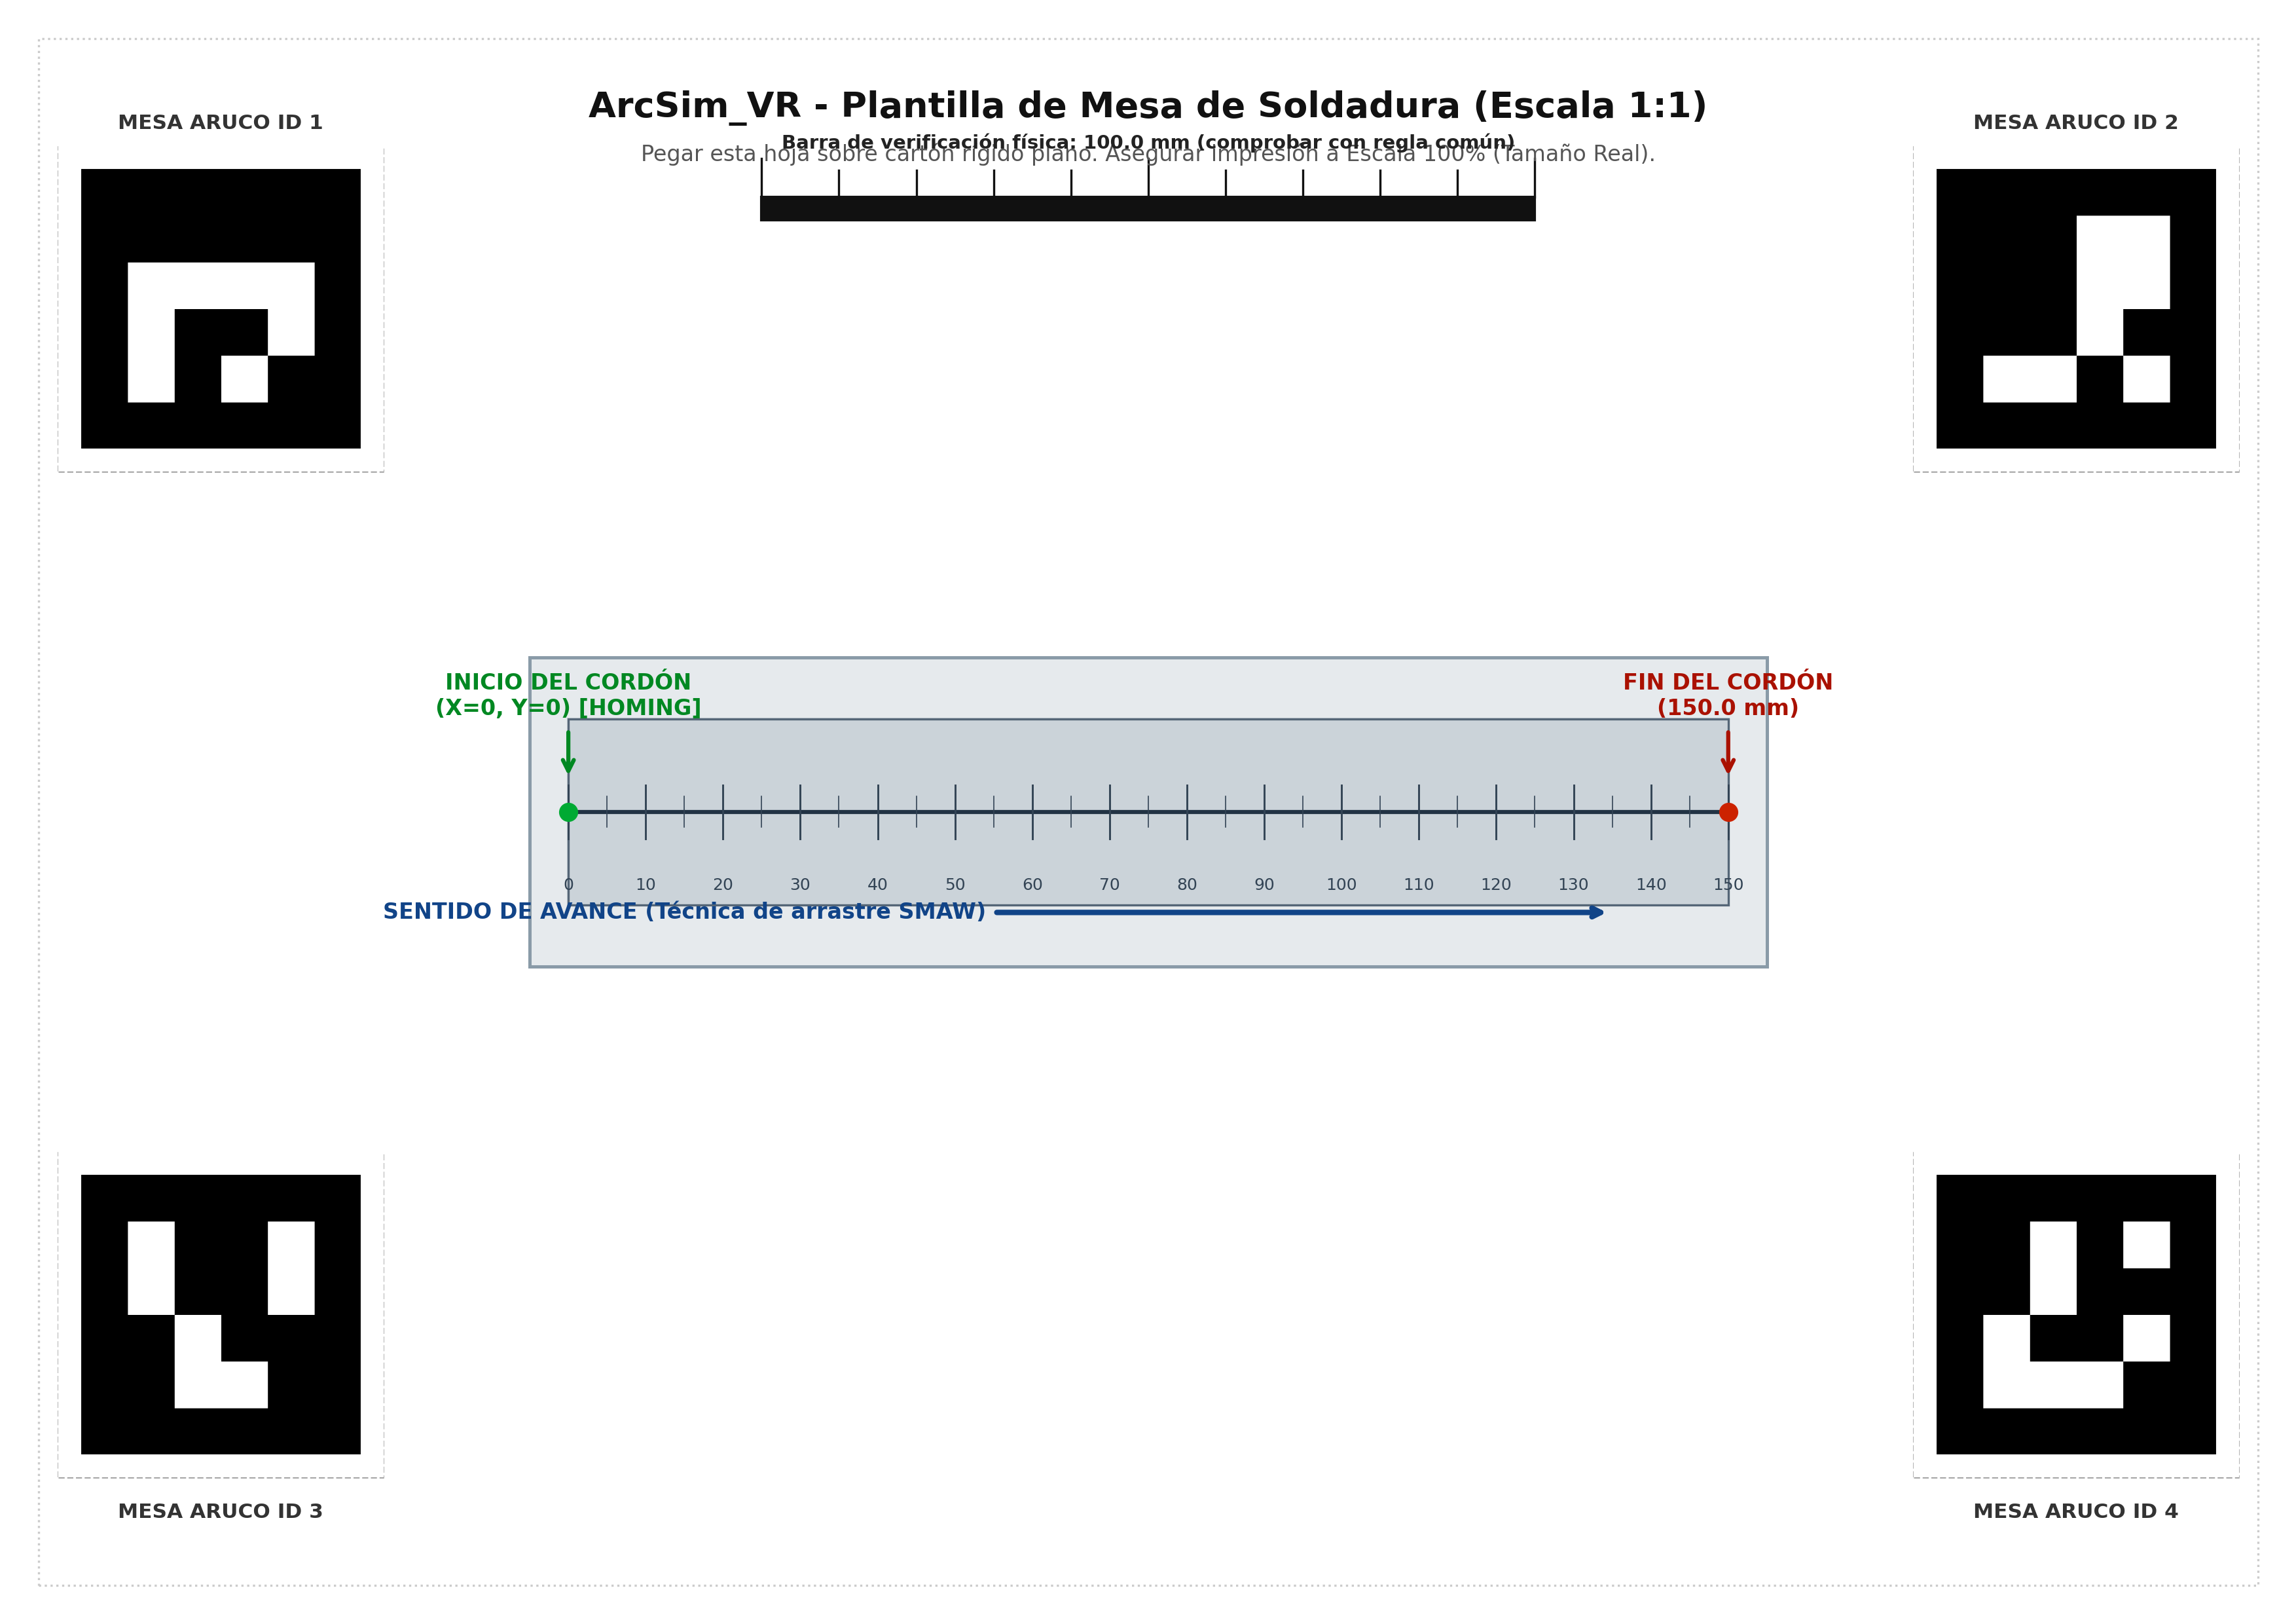 ArcSim_VR - Plantilla de Mesa de Soldadura (Escala 1:1)
MESA ARUCO ID 1
MESA ARUCO ID 2
Barra de verificación física: 100.0 mm (comprobar con regla común)
Pegar esta hoja sobre cartón rígido plano. Asegurar impresión a Escala 100% (Tamaño Real).
INICIO DEL CORDÓN
(X=0, Y=0) [HOMING]
FIN DEL CORDÓN
(150.0 mm)
0 10 20 30 40 50 60 70 80 90 100 110 120 130 140 150
SENTIDO DE AVANCE (Técnica de arrastre SMAW)
MESA ARUCO ID 3
MESA ARUCO ID 4